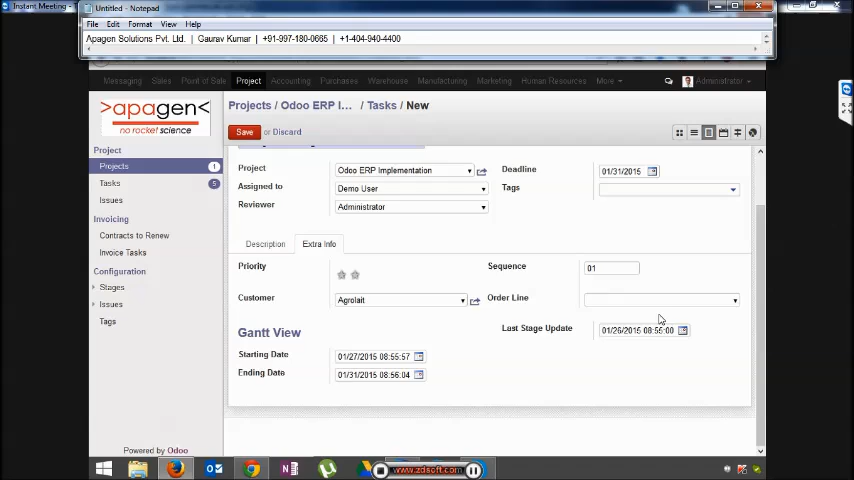 Instant Meeting - Team
Untitled - Notepad
File Edit Format View Help
Apagen Solutions Pvt. Ltd. | Gaurav Kumar | +91-997-180-0665 | +1-404-940-4400
Messaging Sales Point of Sale Project Accounting Purchases Warehouse Manufacturing Marketing Human Resources More Administrator
>apagen<
no rocket science
Projects / Odoo ERP I... / Tasks / New
Save or Discard
Project
Projects 1
Tasks 5
Issues
Invoicing
Contracts to Renew
Invoice Tasks
Configuration
Stages
Issues
Tags
Powered by Odoo
Project Odoo ERP Implementation Deadline 01/31/2015
Assigned to Demo User Tags
Reviewer Administrator
Description Extra Info
Priority Sequence 01
Customer Agrolait Order Line
Gantt View Last Stage Update 01/26/2015 08:55:00
Starting Date 01/27/2015 08:55:57
Ending Date 01/31/2015 08:56:04
www.zdsoft.com